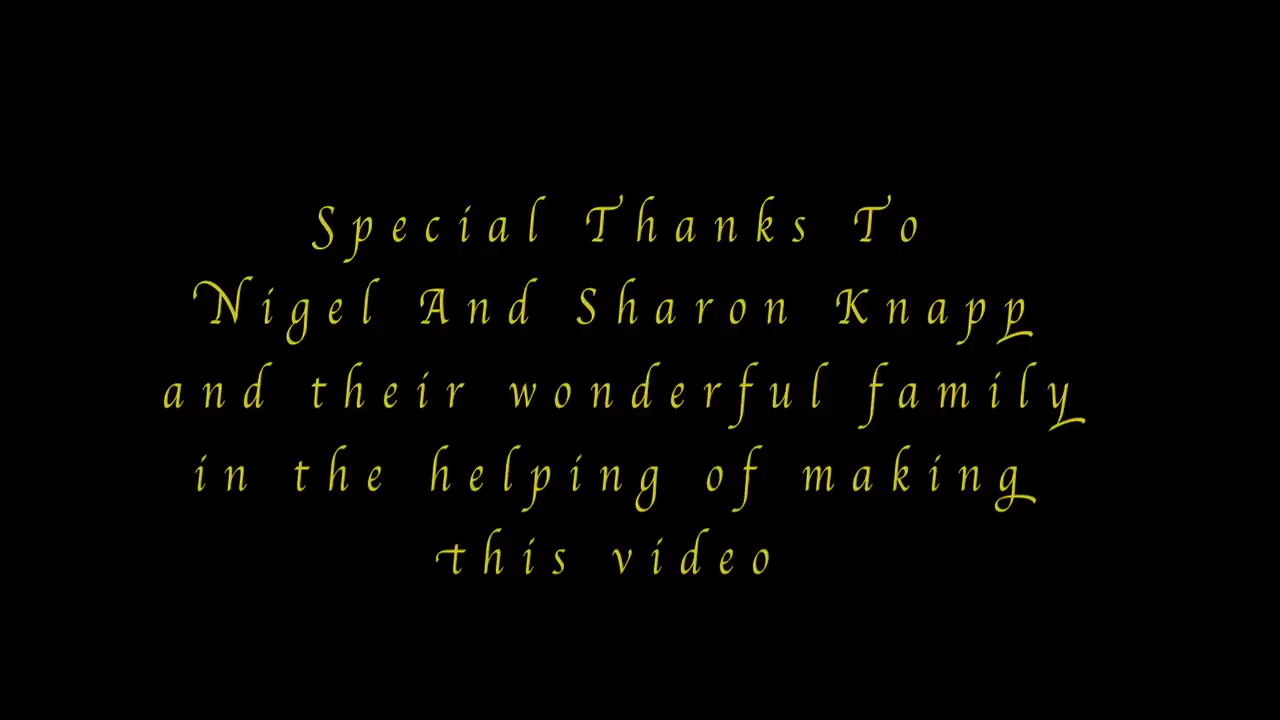 Special Thanks To
Nigel And Sharon Knapp
and their wonderful family
in the helping of making
this video